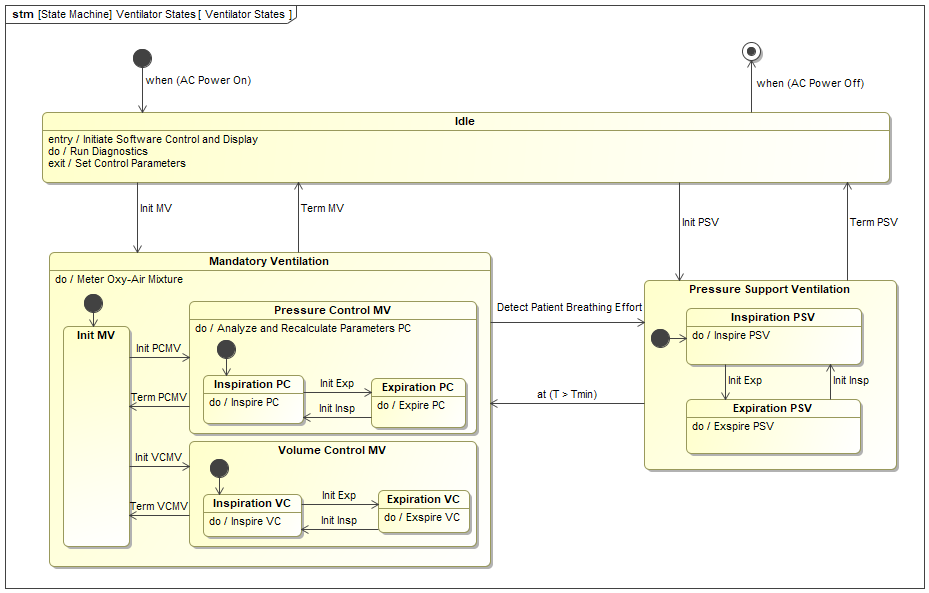 stm [State Machine] Ventilator States [ Ventilator States ]
when (AC Power On)
when (AC Power Off)
Idle
entry / Initiate Software Control and Display
do / Run Diagnostics
exit / Set Control Parameters
Init MV
Term MV
Init PSV
Term PSV
Mandatory Ventilation
do / Meter Oxy-Air Mixture
Init MV
Init PCMV
Term PCMV
Init VCMV
Term VCMV
Pressure Control MV
do / Analyze and Recalculate Parameters PC
Inspiration PC
do / Inspire PC
Init Exp
Init Insp
Expiration PC
do / Expire PC
Volume Control MV
Inspiration VC
do / Inspire VC
Init Exp
Init Insp
Expiration VC
do / Exspire VC
Detect Patient Breathing Effort
at (T > Tmin)
Pressure Support Ventilation
Inspiration PSV
do / Inspire PSV
Init Exp
Init Insp
Expiration PSV
do / Exspire PSV